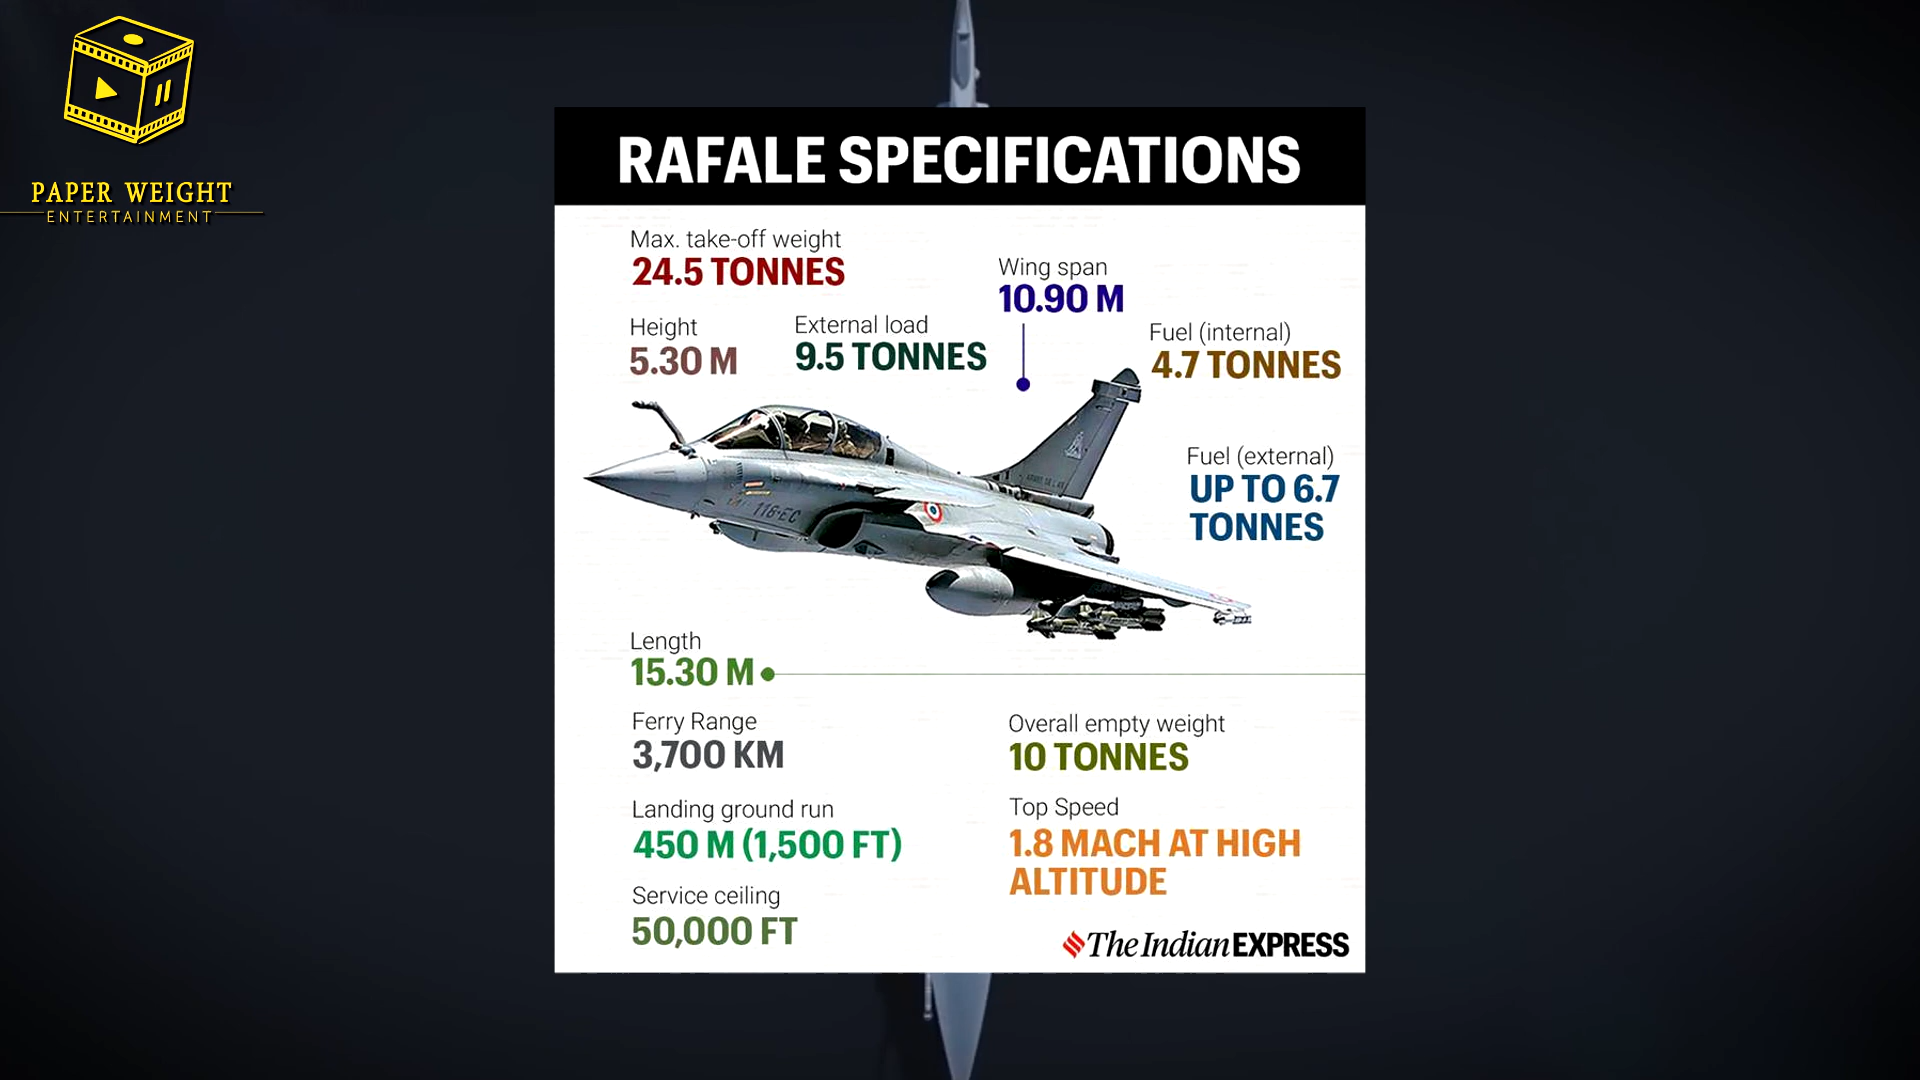 PAPER WEIGHT
ENTERTAINMENT
RAFALE SPECIFICATIONS
Max. take-off weight
24.5 TONNES
Wing span
10.90 M
Height
5.30 M
External load
9.5 TONNES
Fuel (internal)
4.7 TONNES
Fuel (external)
UP TO 6.7
TONNES
116-EC
Length
15.30 M
Ferry Range
3,700 KM
Overall empty weight
10 TONNES
Landing ground run
450 M (1,500 FT)
Top Speed
1.8 MACH AT HIGH
ALTITUDE
Service ceiling
50,000 FT
The Indian EXPRESS